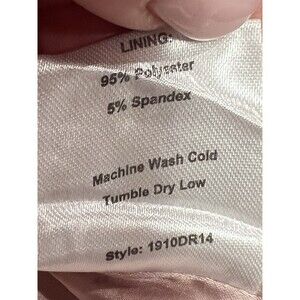 LINING:
95% Polyester
5% Spandex
Machine Wash Cold
Tumble Dry Low
Style: 1910DR14